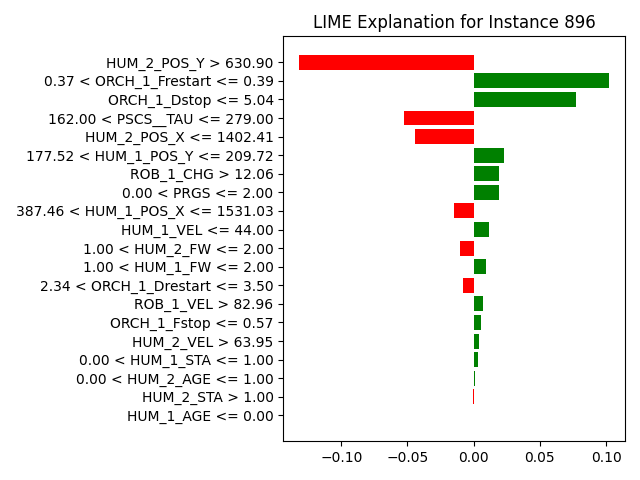 LIME Explanation for Instance 896
HUM_2_POS_Y > 630.90
0.37 < ORCH_1_Frestart <= 0.39
ORCH_1_Dstop <= 5.04
162.00 < PSCS__TAU <= 279.00
HUM_2_POS_X <= 1402.41
177.52 < HUM_1_POS_Y <= 209.72
ROB_1_CHG > 12.06
0.00 < PRGS <= 2.00
387.46 < HUM_1_POS_X <= 1531.03
HUM_1_VEL <= 44.00
1.00 < HUM_2_FW <= 2.00
1.00 < HUM_1_FW <= 2.00
2.34 < ORCH_1_Drestart <= 3.50
ROB_1_VEL > 82.96
ORCH_1_Fstop <= 0.57
HUM_2_VEL > 63.95
0.00 < HUM_1_STA <= 1.00
0.00 < HUM_2_AGE <= 1.00
HUM_2_STA > 1.00
HUM_1_AGE <= 0.00
−0.10 −0.05 0.00 0.05 0.10